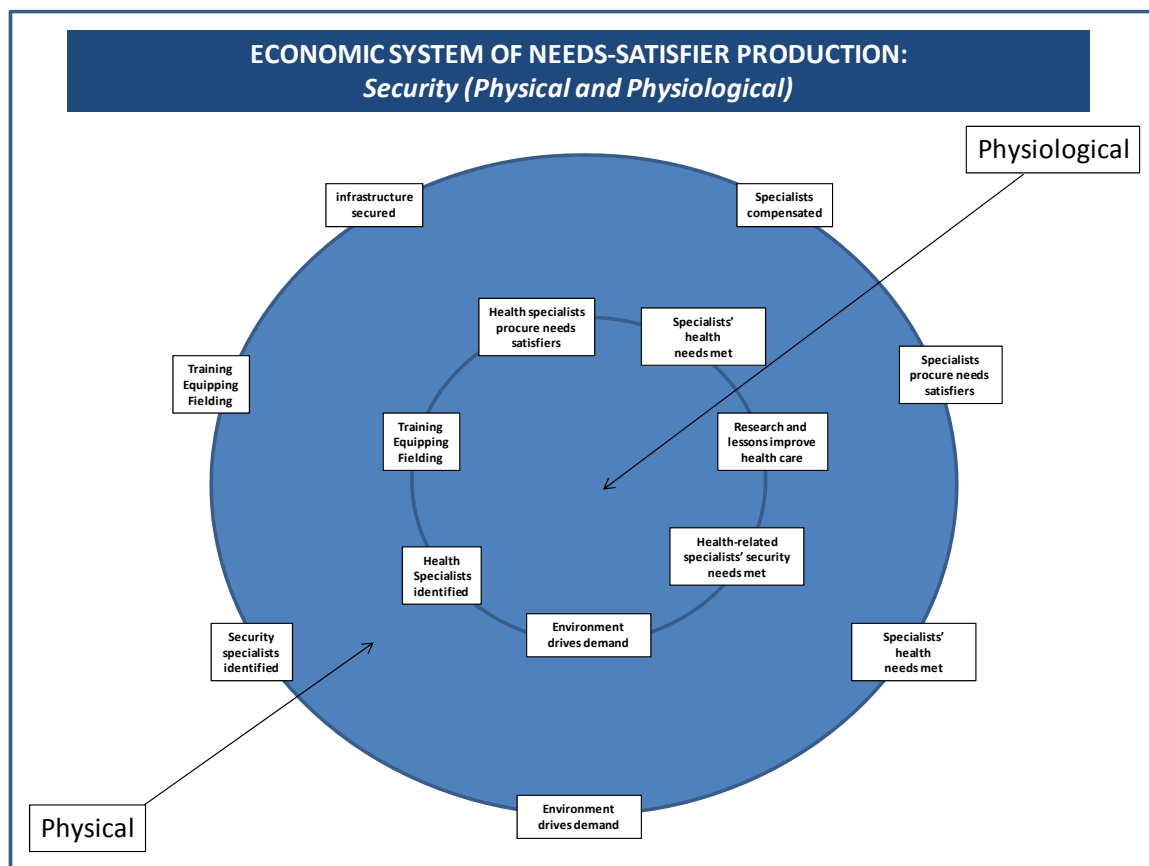 ECONOMIC SYSTEM OF NEEDS-SATISFIER PRODUCTION:
Security (Physical and Physiological)
Physiological
infrastructure
secured
Specialists
compensated
Health specialists
procure needs
satisfiers
Specialists'
health
needs met
Training
Equipping
Fielding
Specialists
procure needs
satisfiers
Training
Equipping
Fielding
Research and
lessons improve
health care
Health
Specialists
identified
Health-related
specialists' security
needs met
Environment
drives demand
Security
specialists
identified
Specialists'
health
needs met
Physical
Environment
drives demand